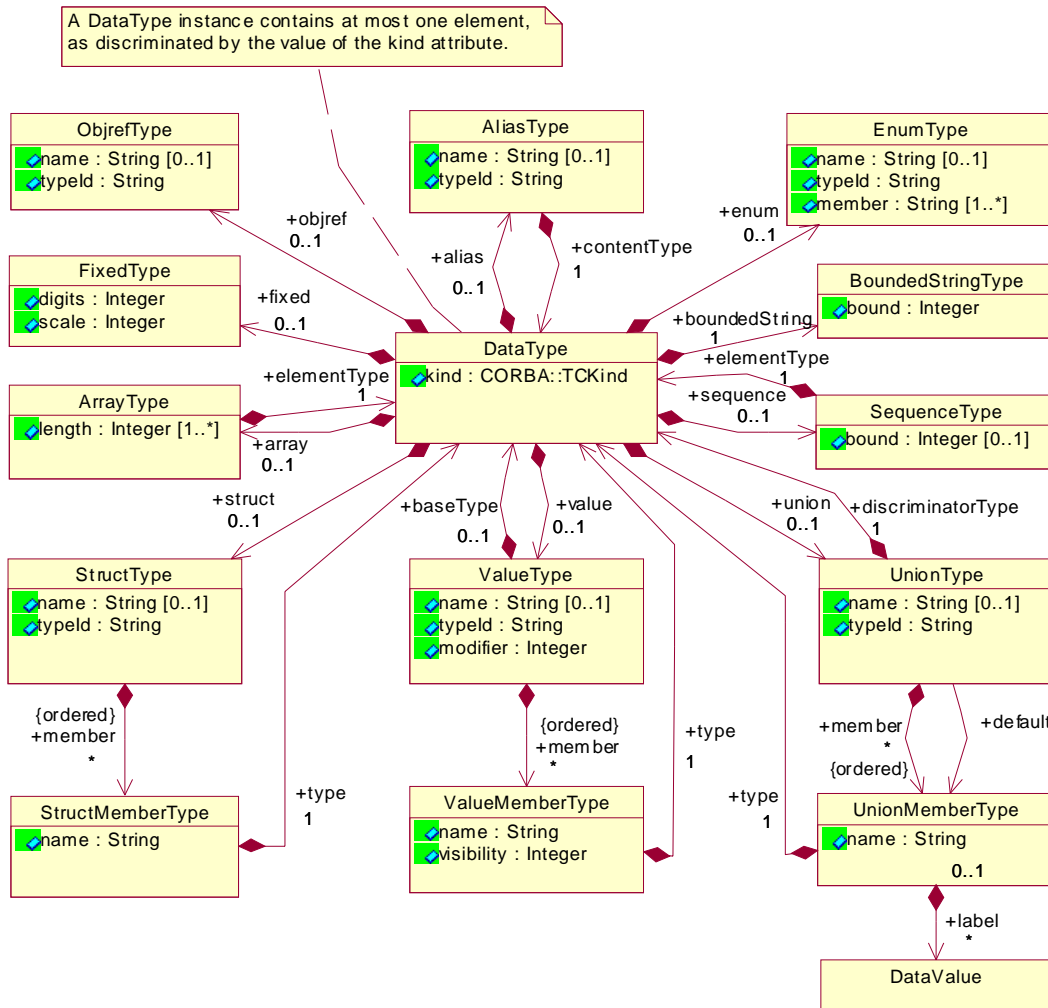 A DataType instance contains at most one element,
as discriminated by the value of the kind attribute.
ObjrefType
name : String [0..1]
typeId : String
AliasType
name : String [0..1]
typeId : String
EnumType
name : String [0..1]
typeId : String
member : String [1..*]
+objref
0..1
+alias
0..1
+contentType
1
+enum
0..1
FixedType
digits : Integer
scale : Integer
+fixed
0..1
BoundedStringType
bound : Integer
+boundedString
1
DataType
kind : CORBA::TCKind
+elementType
1
ArrayType
length : Integer [1..*]
+array
0..1
+elementType
1
+sequence
0..1
SequenceType
bound : Integer [0..1]
+struct
0..1
+baseType
0..1
+value
0..1
+union
0..1
+discriminatorType
1
StructType
name : String [0..1]
typeId : String
ValueType
name : String [0..1]
typeId : String
modifier : Integer
UnionType
name : String [0..1]
typeId : String
{ordered}
+member
*
{ordered}
+member
*
+member
*
{ordered}
+default
+type
1
+type
1
+type
1
StructMemberType
name : String
ValueMemberType
name : String
visibility : Integer
UnionMemberType
name : String
0..1
+label
*
DataValue